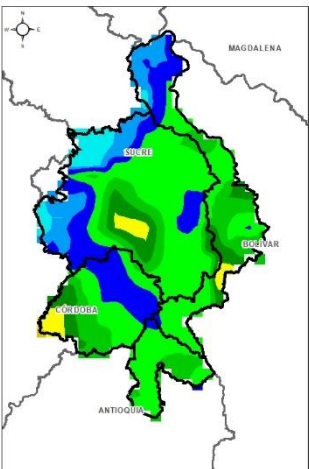 N
W E
S
MAGDALENA
SUCRE
BOLÍVAR
CÓRDOBA
ANTIOQUIA